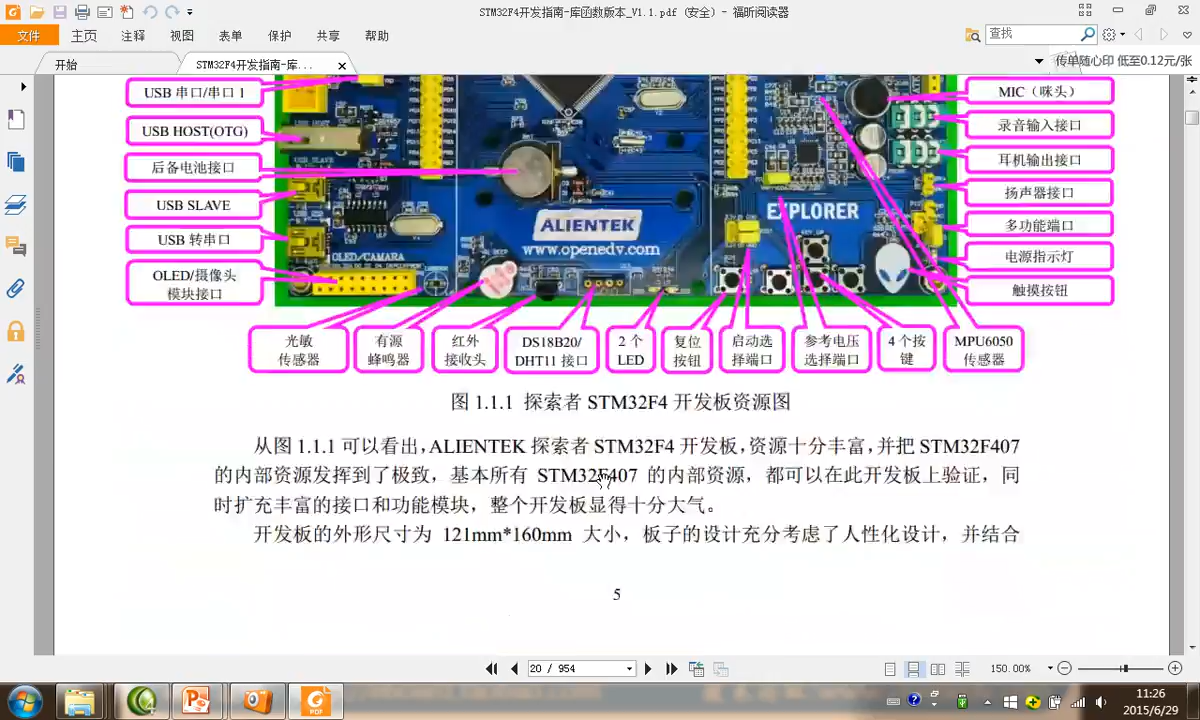 STM32F4开发指南-库函数版本_V1.1.pdf (安全) - 福昕阅读器
文件 主页 注释 视图 表单 保护 共享 帮助
查找
开始
STM32F4开发指南-库...
传单随心印 低至0.12元/张
USB 串口/串口 1
USB HOST(OTG)
后备电池接口
USB SLAVE
USB 转串口
OLED/摄像头
模块接口
MIC（咪头）
录音输入接口
耳机输出接口
扬声器接口
多功能端口
电源指示灯
触摸按钮
ALIENTEK
www.openedv.com
EXPLORER
OLED/CAMARA
光敏
传感器
有源
蜂鸣器
红外
接收头
DS18B20/
DHT11 接口
2 个
LED
复位
按钮
启动选
择端口
参考电压
选择端口
4 个按
键
MPU6050
传感器
图 1.1.1 探索者 STM32F4 开发板资源图
从图 1.1.1 可以看出，ALIENTEK 探索者 STM32F4 开发板，资源十分丰富，并把 STM32F407
的内部资源发挥到了极致，基本所有 STM32F407 的内部资源，都可以在此开发板上验证，同
时扩充丰富的接口和功能模块，整个开发板显得十分大气。
开发板的外形尺寸为 121mm*160mm 大小，板子的设计充分考虑了人性化设计，并结合
5
20 / 954
150.00%
11:26
2015/6/29